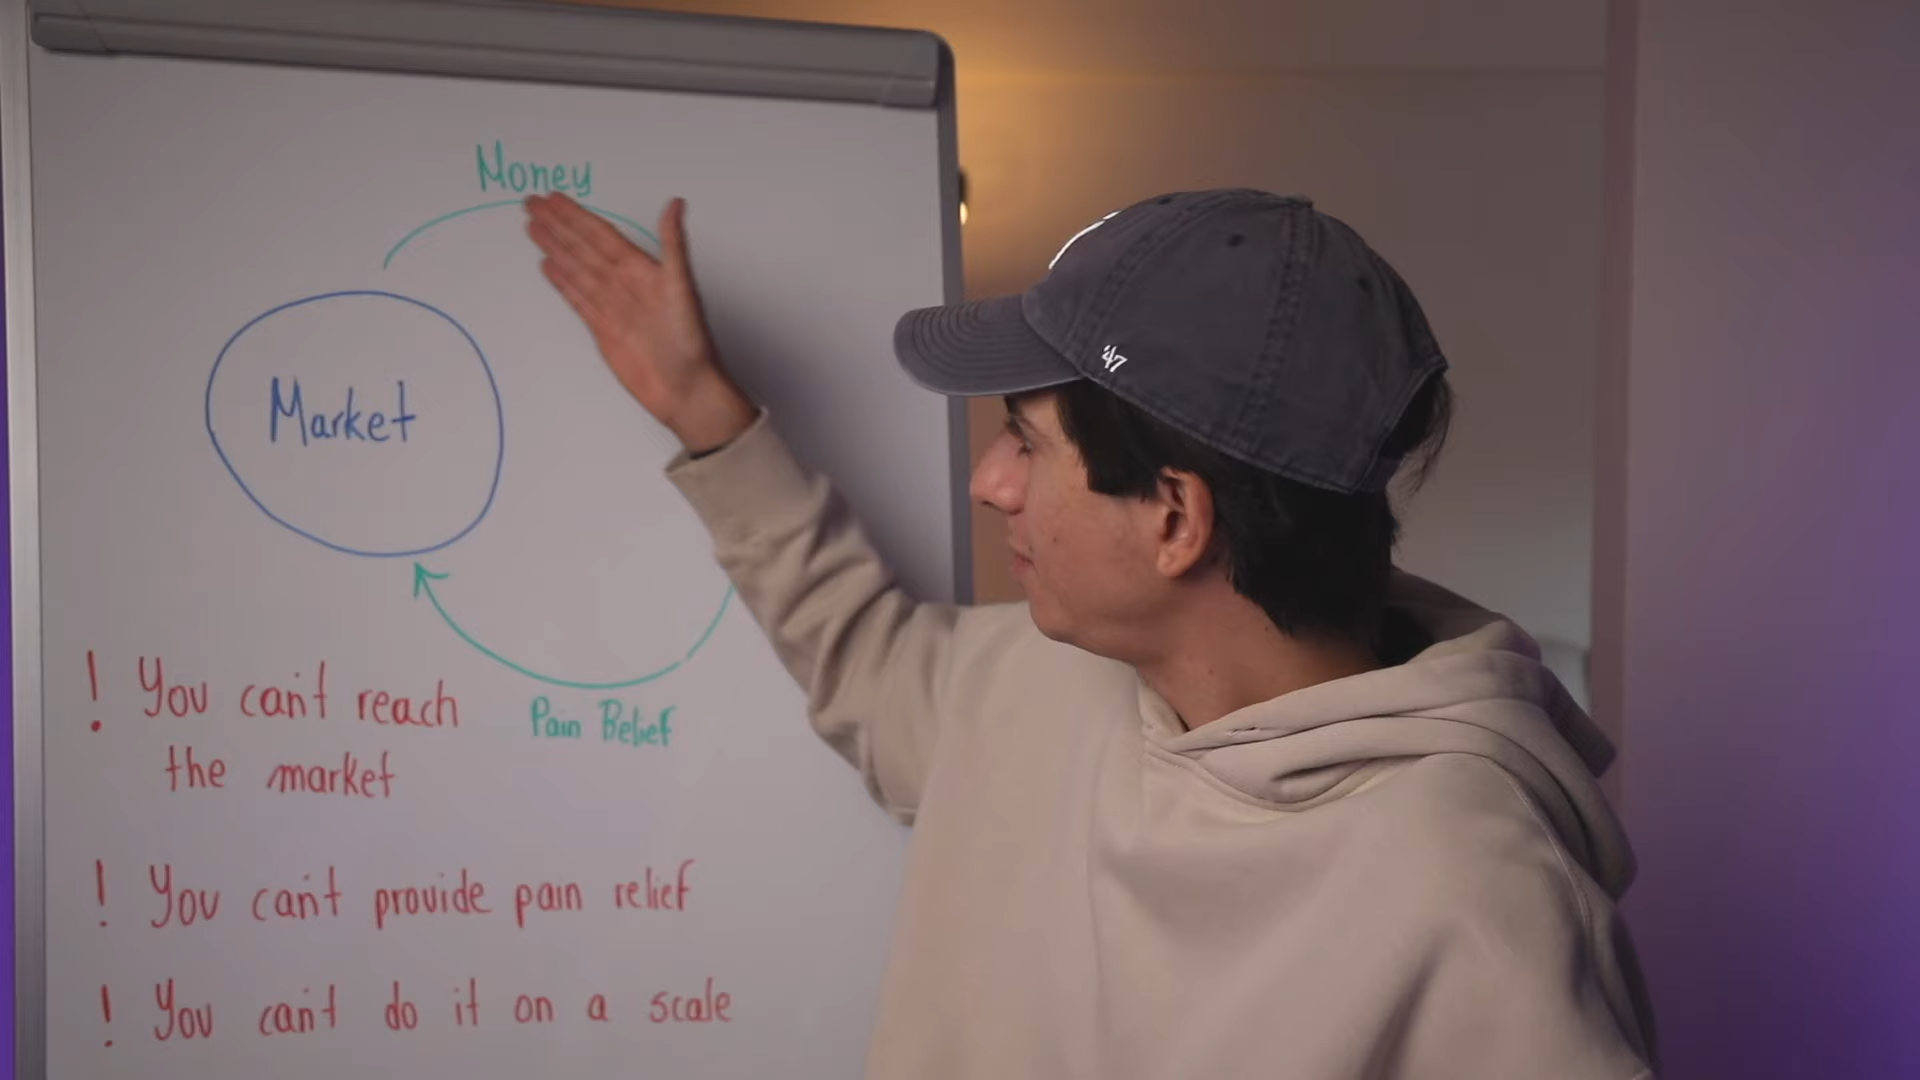 Money
Market
Pain Relief
! You can't reach
the market
! You can't provide pain relief
! You can't do it on a scale
'47